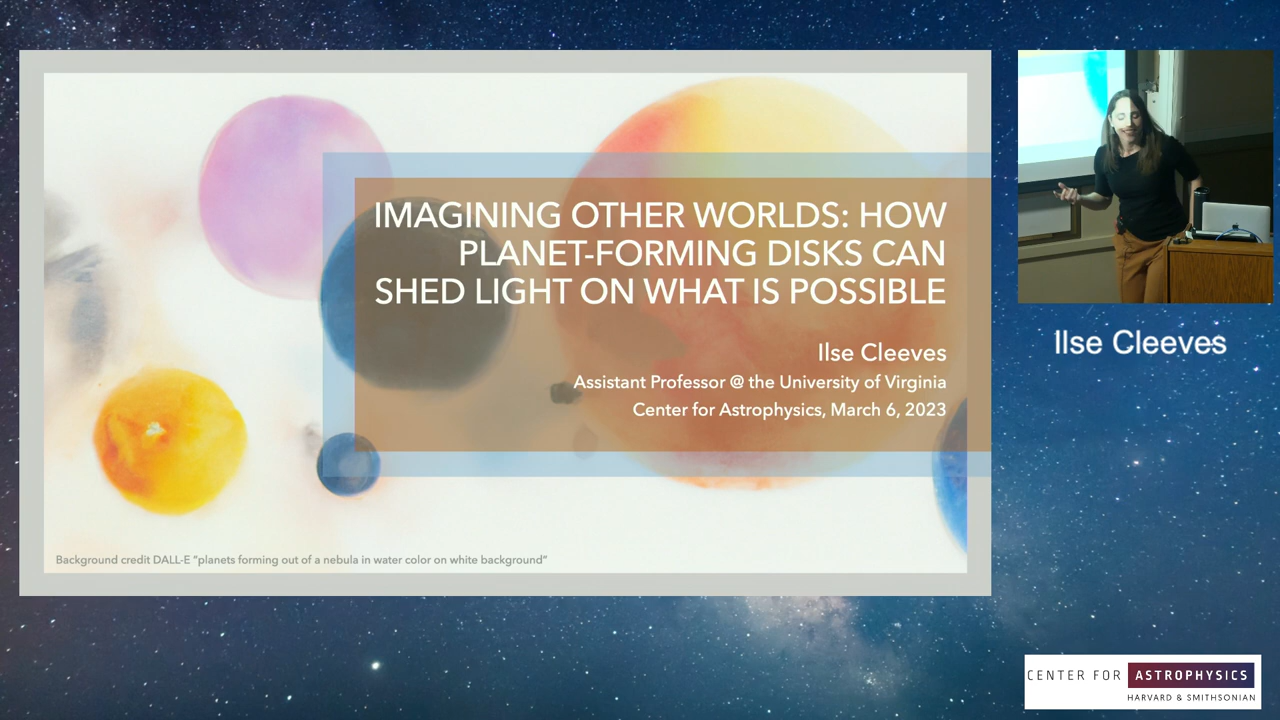 IMAGINING OTHER WORLDS: HOW
PLANET-FORMING DISKS CAN
SHED LIGHT ON WHAT IS POSSIBLE
Ilse Cleeves
Assistant Professor @ the University of Virginia
Center for Astrophysics, March 6, 2023
Background credit DALL-E “planets forming out of a nebula in water color on white background”
Ilse Cleeves
CENTER FOR ASTROPHYSICS
HARVARD & SMITHSONIAN